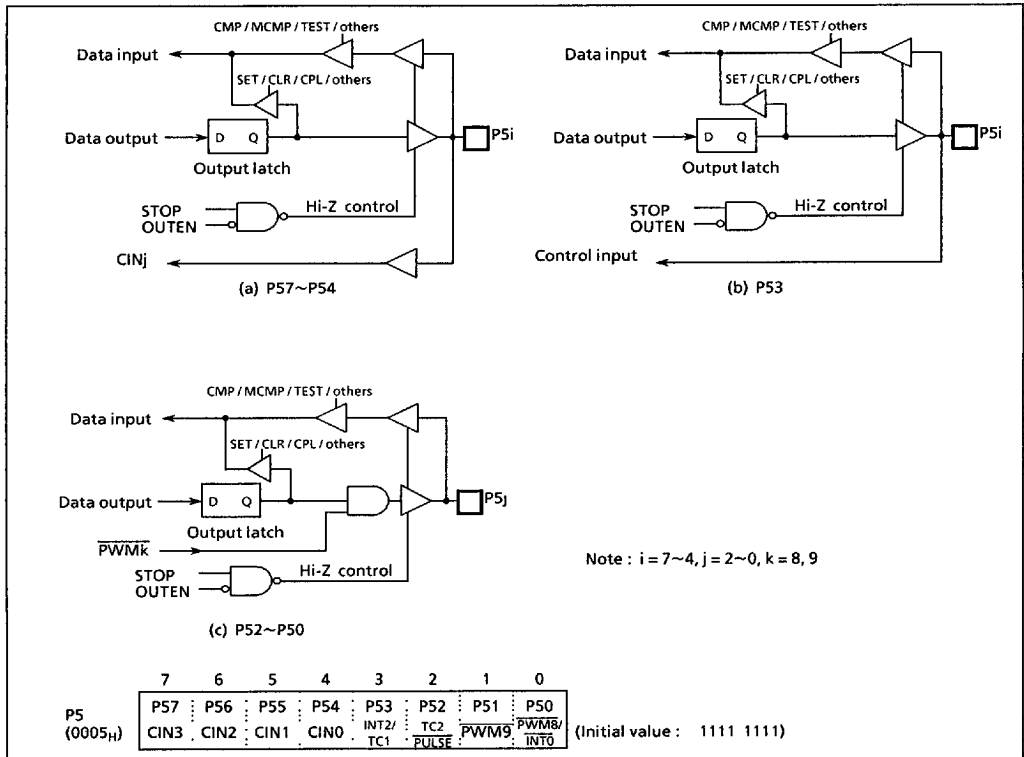 CMP / MCMP / TEST / others
Data input
SET / CLR / CPL / others
Data output
D Q
P5i
Output latch
STOP
OUTEN
Hi-Z control
CINj
(a) P57~P54
CMP / MCMP / TEST / others
Data input
SET / CLR / CPL / others
Data output
D Q
P5i
Output latch
STOP
OUTEN
Hi-Z control
Control input
(b) P53
CMP / MCMP / TEST / others
Data input
SET / CLR / CPL / others
Data output
D Q
P5j
Output latch
PWMk
STOP
OUTEN
Hi-Z control
(c) P52~P50
Note : i = 7~4, j = 2~0, k = 8, 9
7 6 5 4 3 2 1 0
P5
(0005H)
P57 P56 P55 P54 P53 P52 P51 P50
CIN3 CIN2 CIN1 CIN0 INT2/ TC1 TC2 PULSE PWM9 PWM8/ INT0
(Initial value : 1111 1111)